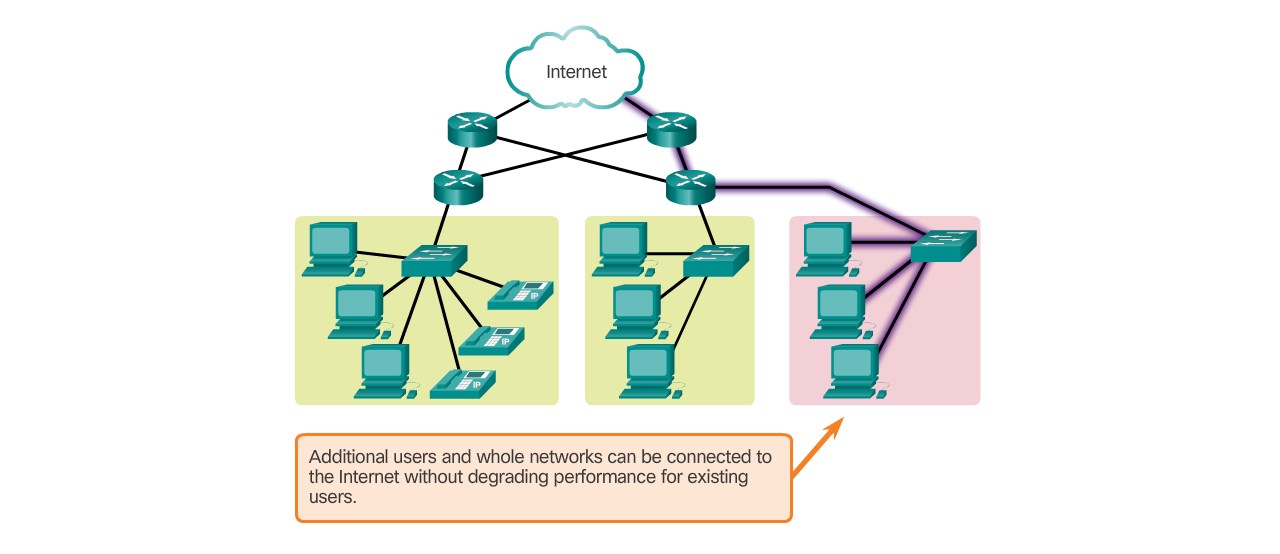 Internet
IP
IP
IP
Additional users and whole networks can be connected to
the Internet without degrading performance for existing
users.